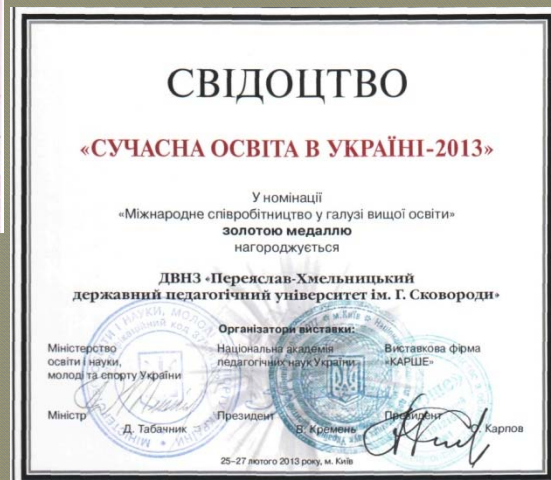 СВІДОЦТВО
«СУЧАСНА ОСВІТА В УКРАЇНІ-2013»
У номінації
«Міжнародне співробітництво у галузі вищої освіти»
золотою медаллю
нагороджується
ДВНЗ «Переяслав-Хмельницький
державний педагогічний університет ім. Г. Сковороди»
Організатори виставки:
Міністерство
освіти і науки,
молоді та спорту України
Національна академія
педагогічних наук України
Виставкова фірма
«КАРШЕ»
Міністр
Д. Табачник
Президент
В. Кремень
Президент
О. Карпов
25–27 лютого 2013 року, м. Київ